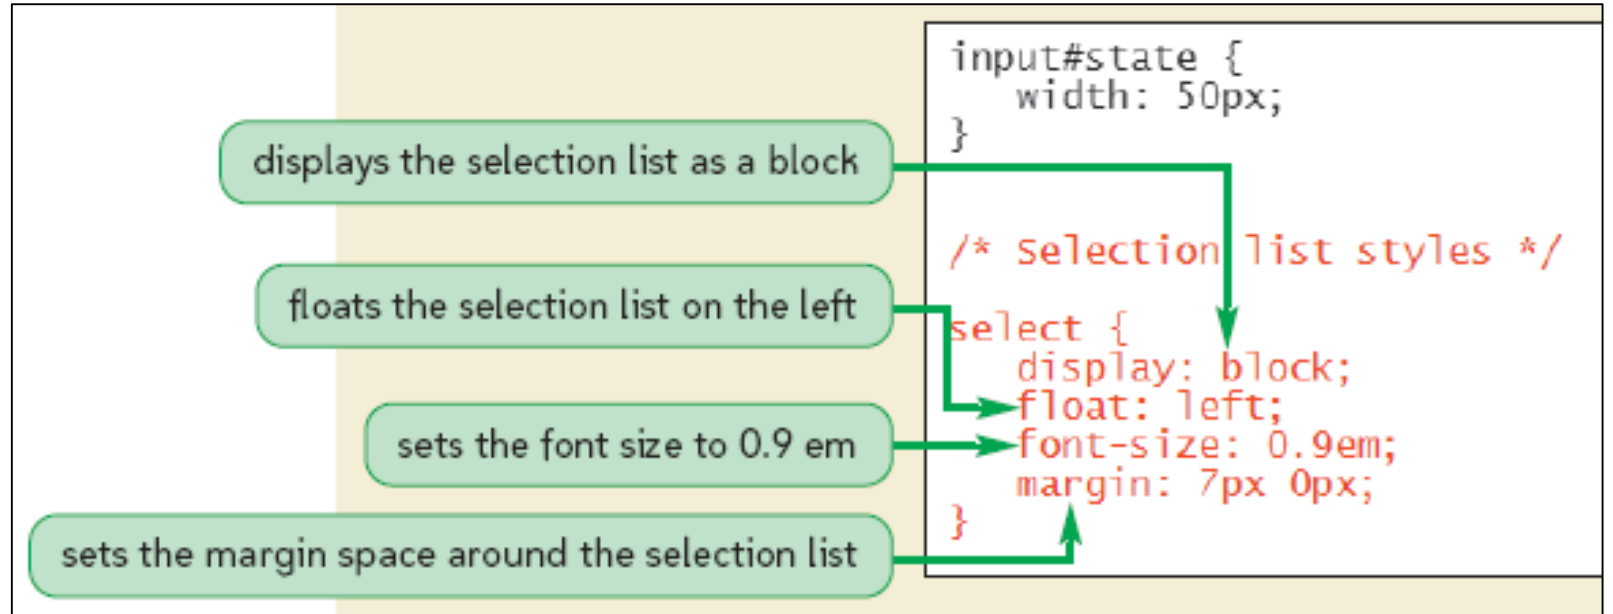 input#state {
width: 50px;
}
displays the selection list as a block
/* Selection list styles */
floats the selection list on the left
select {
display: block;
float: left;
sets the font size to 0.9 em
font-size: 0.9em;
margin: 7px 0px;
}
sets the margin space around the selection list